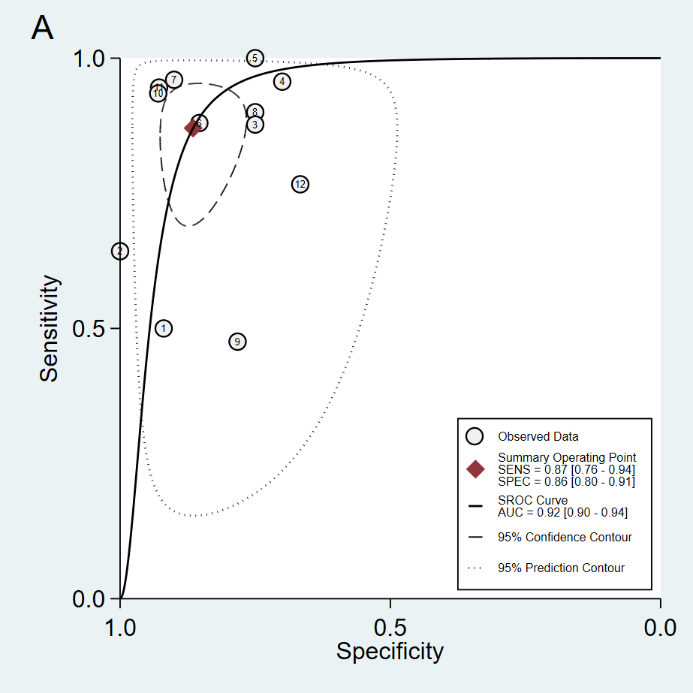 A
1.0
5
7
4
11
10
8
3
6
12
2
0.5
1
9
Sensitivity
Observed Data
Summary Operating Point
SENS = 0.87 [0.76 - 0.94]
SPEC = 0.86 [0.80 - 0.91]
SROC Curve
AUC = 0.92 [0.90 - 0.94]
95% Confidence Contour
95% Prediction Contour
0.0
1.0 0.5 0.0
Specificity